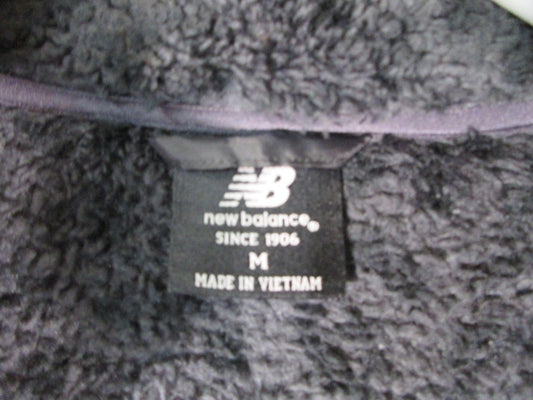 NB
new balance®
SINCE 1906
M
MADE IN VIETNAM